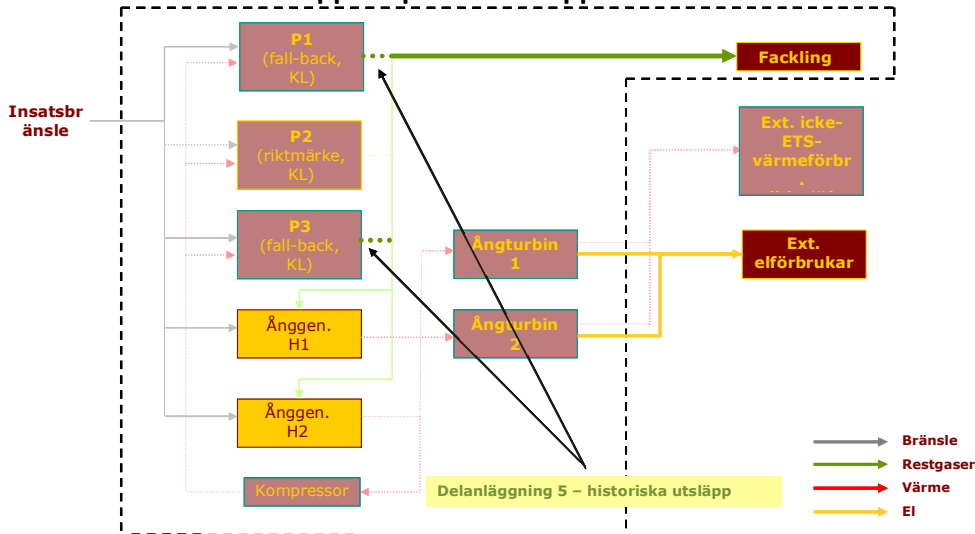 P1
(fall-back,
KL)
Fackling
Insatsbr
änsle
P2
(riktmärke,
KL)
Ext. icke-
ETS-
värmeförbr
.
P3
(fall-back,
KL)
Ångturbin
1
Ext.
elförbrukar
Ånggen.
H1
Ångturbin
2
Ånggen.
H2
Kompressor
Delanläggning 5 – historiska utsläpp
Bränsle
Restgaser
Värme
El